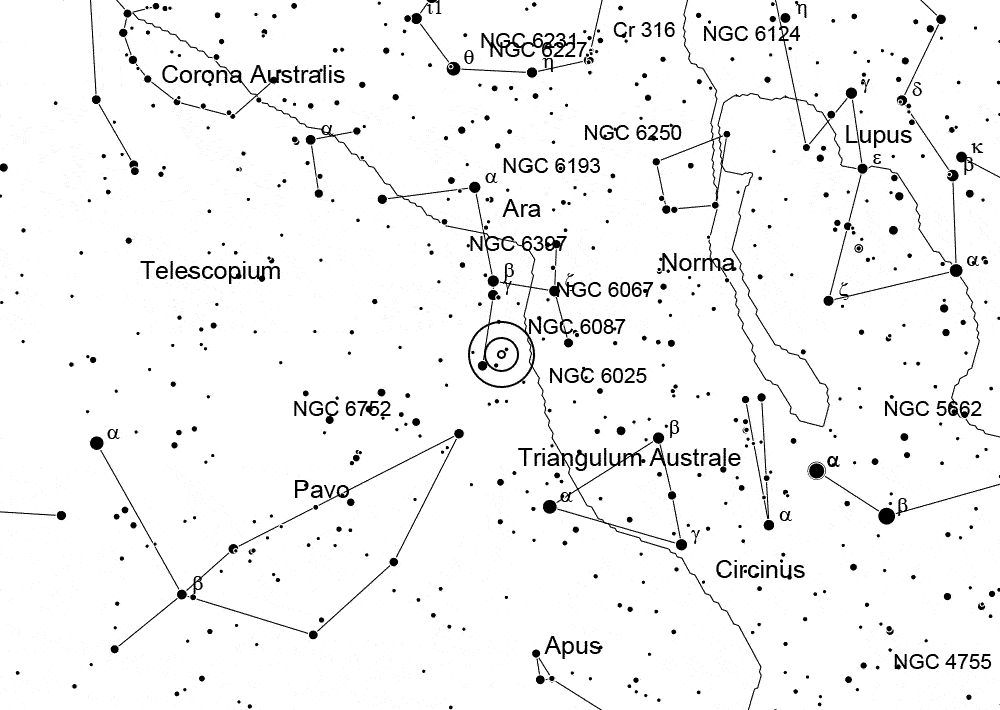 ι1
η
Cr 316
NGC 6231
NGC 6124
NGC 6227
θ
η
Corona Australis
γ
δ
α
NGC 6250
Lupus
κ
NGC 6193
ε
β
α
Ara
NGC 6397
Telescopium
β
Norma
α
γ
ζ
NGC 6067
ζ
NGC 6087
NGC 6025
NGC 6752
NGC 5662
α
β
Triangulum Australe
α
Pavo
α
β
α
γ
Circinus
β
Apus
NGC 4755